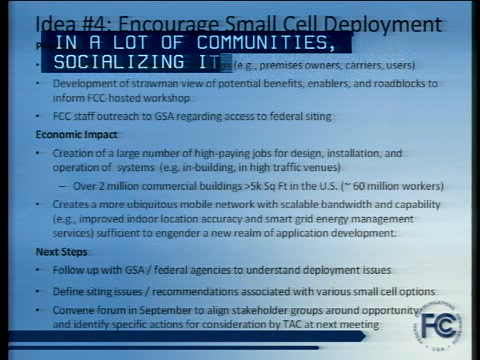 Idea #4: Encourage Small Cell Deployment
IN A LOT OF COMMUNITIES,
SOCIALIZING IT
(e.g., premises owners, carriers, users)
• Development of strawman view of potential benefits, enablers, and roadblocks to
inform FCC-hosted workshop
• FCC staff outreach to GSA regarding access to federal siting
Economic Impact
• Creation of a large number of high-paying jobs for design, installation, and
operation of systems (e.g. in-building, in high traffic venues)
– Over 2 million commercial buildings >5k Sq Ft in the U.S. (~ 60 million workers)
• Creates a more ubiquitous mobile network with scalable bandwidth and capability
(e.g., improved indoor location accuracy and smart grid energy management
services) sufficient to engender a new realm of application development.
Next Steps
• Follow up with GSA / federal agencies to understand deployment issues
• Define siting issues / recommendations associated with various small cell options
• Convene forum in September to align stakeholder groups around opportunity
and identify specific actions for consideration by TAC at next meeting
FCC